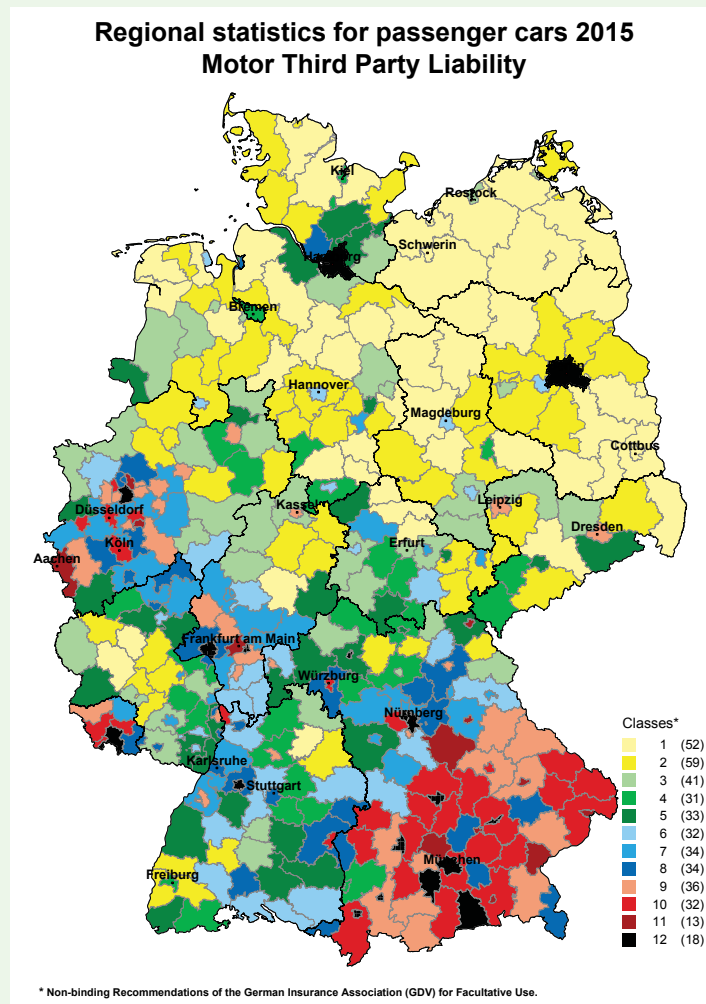 Regional statistics for passenger cars 2015
Motor Third Party Liability
Kiel
Rostock
Schwerin
Hamburg
Bremen
Hannover
Magdeburg
Cottbus
Düsseldorf
Kassel
Leipzig
Dresden
Köln
Erfurt
Aachen
Frankfurt am Main
Würzburg
Nürnberg
Karlsruhe
Stuttgart
München
Freiburg
Classes*
1 (52)
2 (59)
3 (41)
4 (31)
5 (33)
6 (32)
7 (34)
8 (34)
9 (36)
10 (32)
11 (13)
12 (18)
* Non-binding Recommendations of the German Insurance Association (GDV) for Facultative Use.